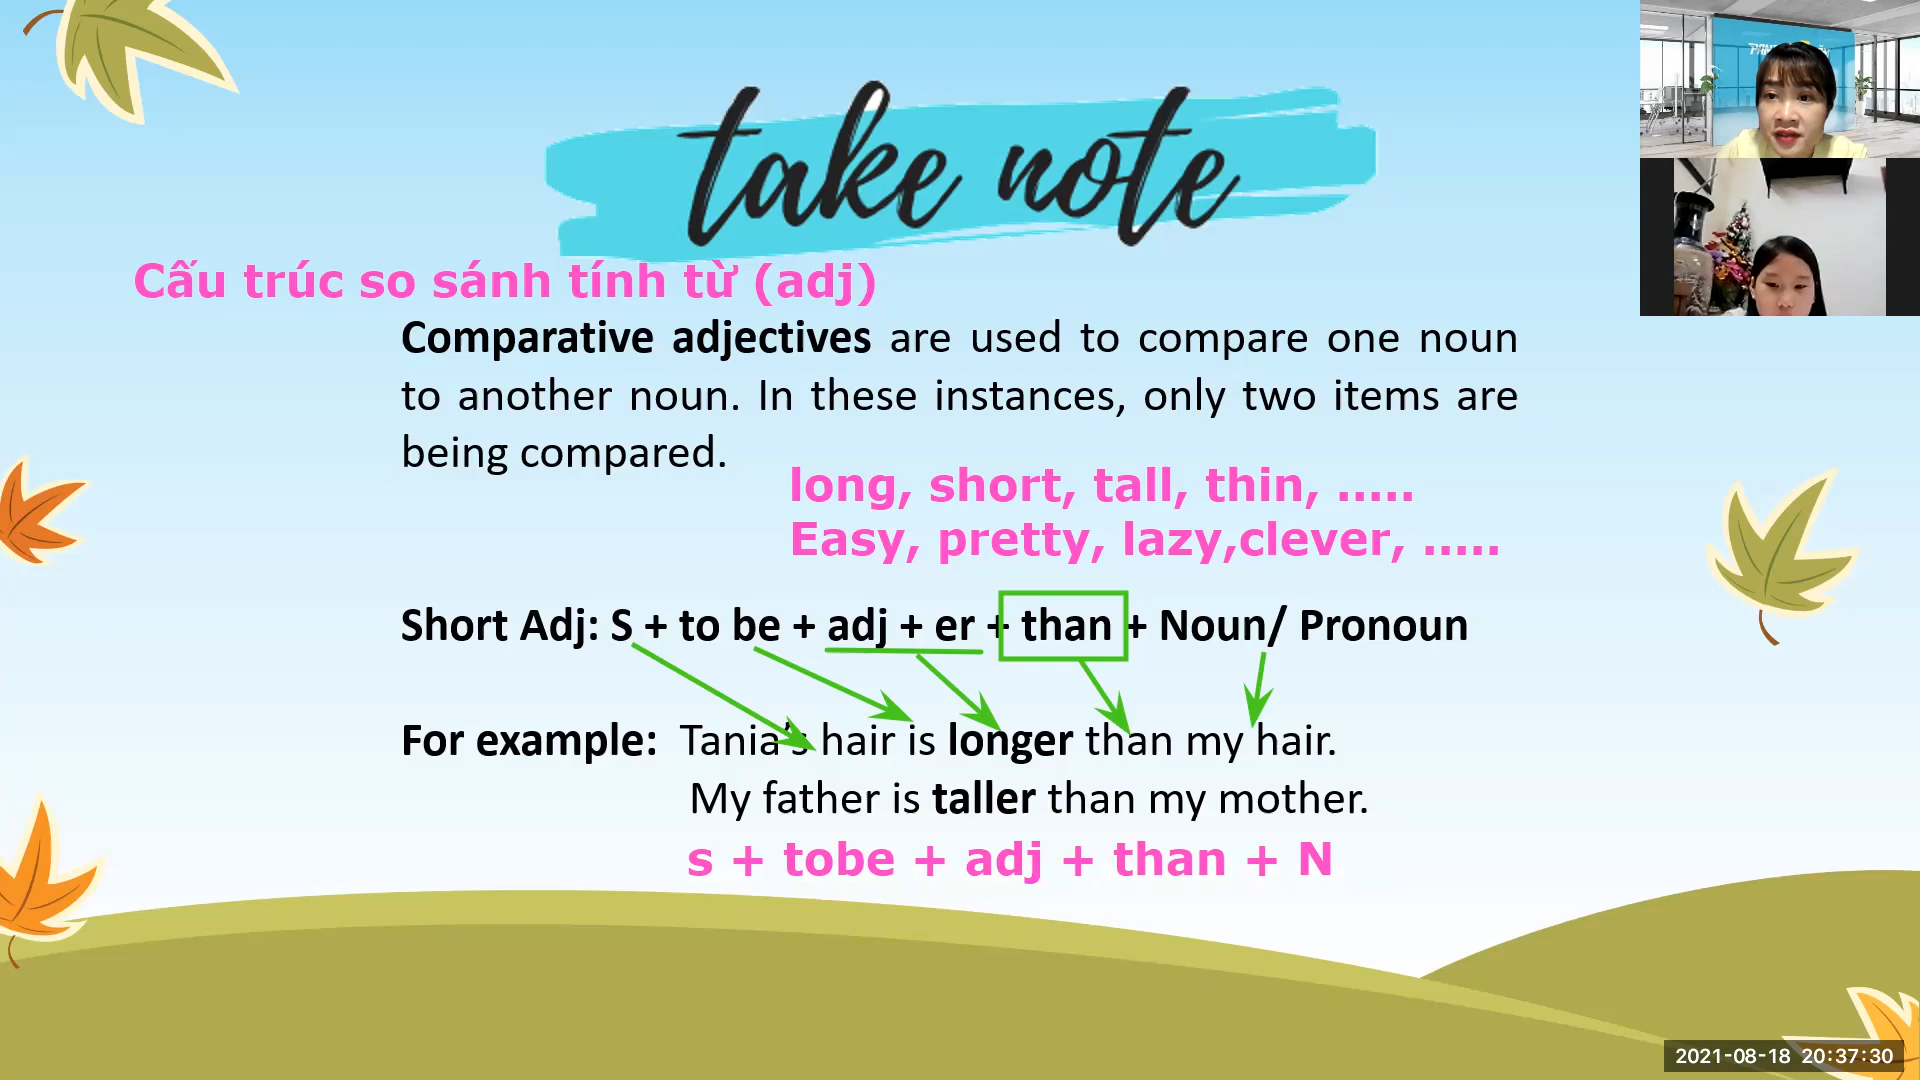 take note
Cấu trúc so sánh tính từ (adj)
Comparative adjectives are used to compare one noun
to another noun. In these instances, only two items are
being compared.
long, short, tall, thin, .....
Easy, pretty, lazy,clever, .....
Short Adj: S + to be + adj + er + than + Noun/ Pronoun
For example: Tania's hair is longer than my hair.
My father is taller than my mother.
s + tobe + adj + than + N
2021-08-18 20:37:30